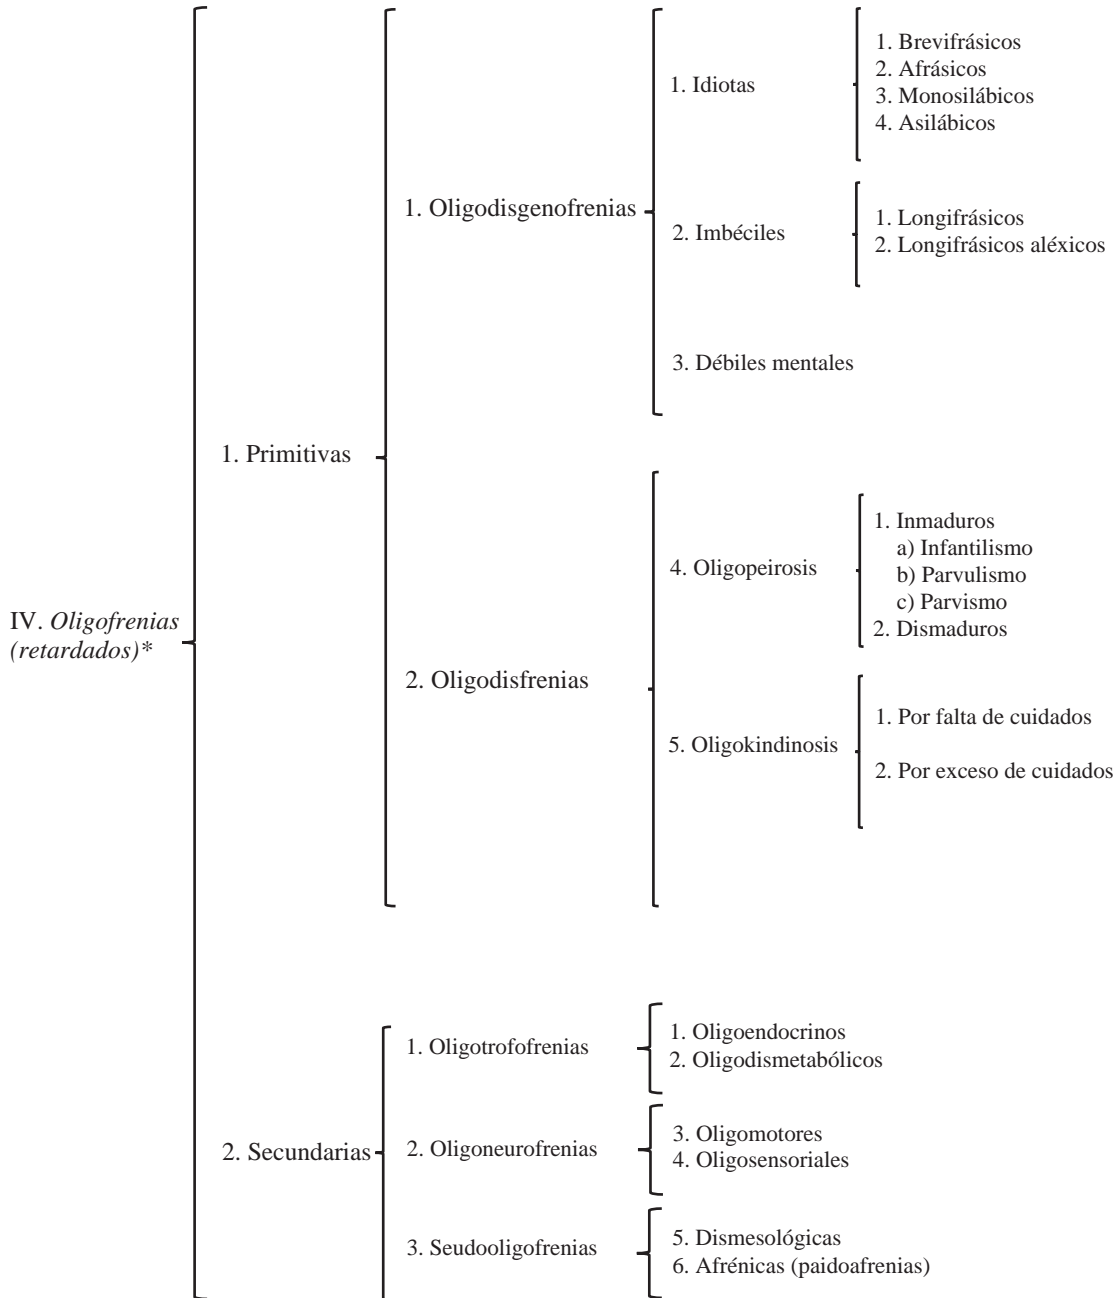 1. Brevifrásicos
2. Afrásicos
1. Idiotas
3. Monosilábicos
4. Asilábicos
1. Oligodisgenofrenias
2. Imbéciles
1. Longifrásicos
2. Longifrásicos aléxicos
3. Débiles mentales
1. Primitivas
1. Inmaduros
a) Infantilismo
4. Oligopeirosis
b) Parvulismo
c) Parvismo
2. Dismaduros
IV. Oligofrenias
(retardados)*
2. Oligodisfrenias
1. Por falta de cuidados
5. Oligokindinosis
2. Por exceso de cuidados
1. Oligotrofofrenias
1. Oligoendocrinos
2. Oligodismetabólicos
2. Secundarias
2. Oligoneurofrenias
3. Oligomotores
4. Oligosensoriales
3. Seudooligofrenias
5. Dismesológicas
6. Afrénicas (paidoafrenias)